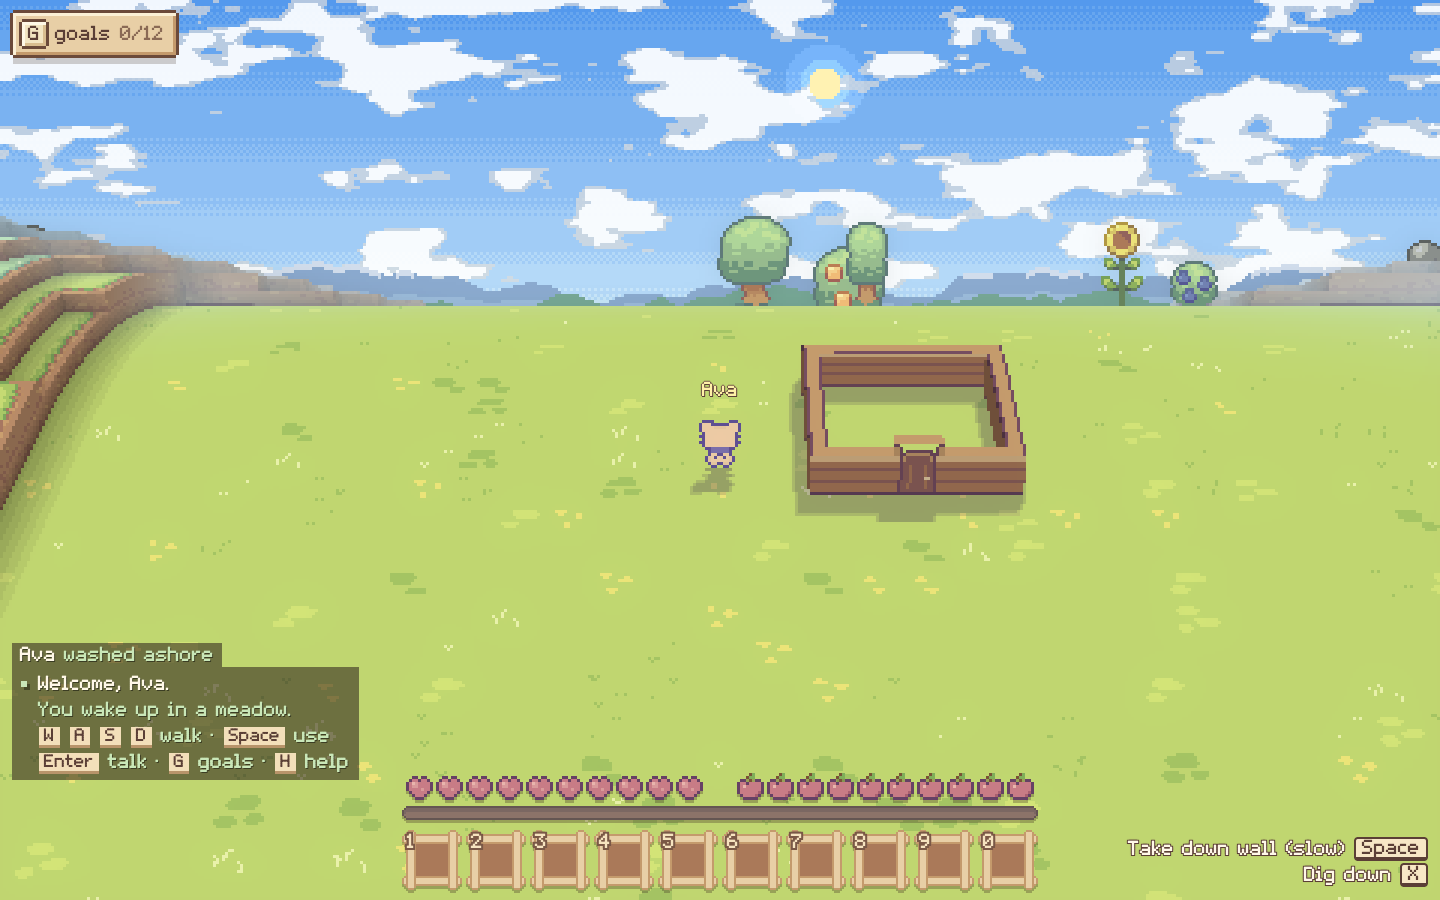 G goals 0/12
Ava
Ava washed ashore
Welcome, Ava.
You wake up in a meadow.
W A S D walk · Space use
Enter talk · G goals · H help
1 2 3 4 5 6 7 8 9 0
Take down wall (slow) Space
Dig down X